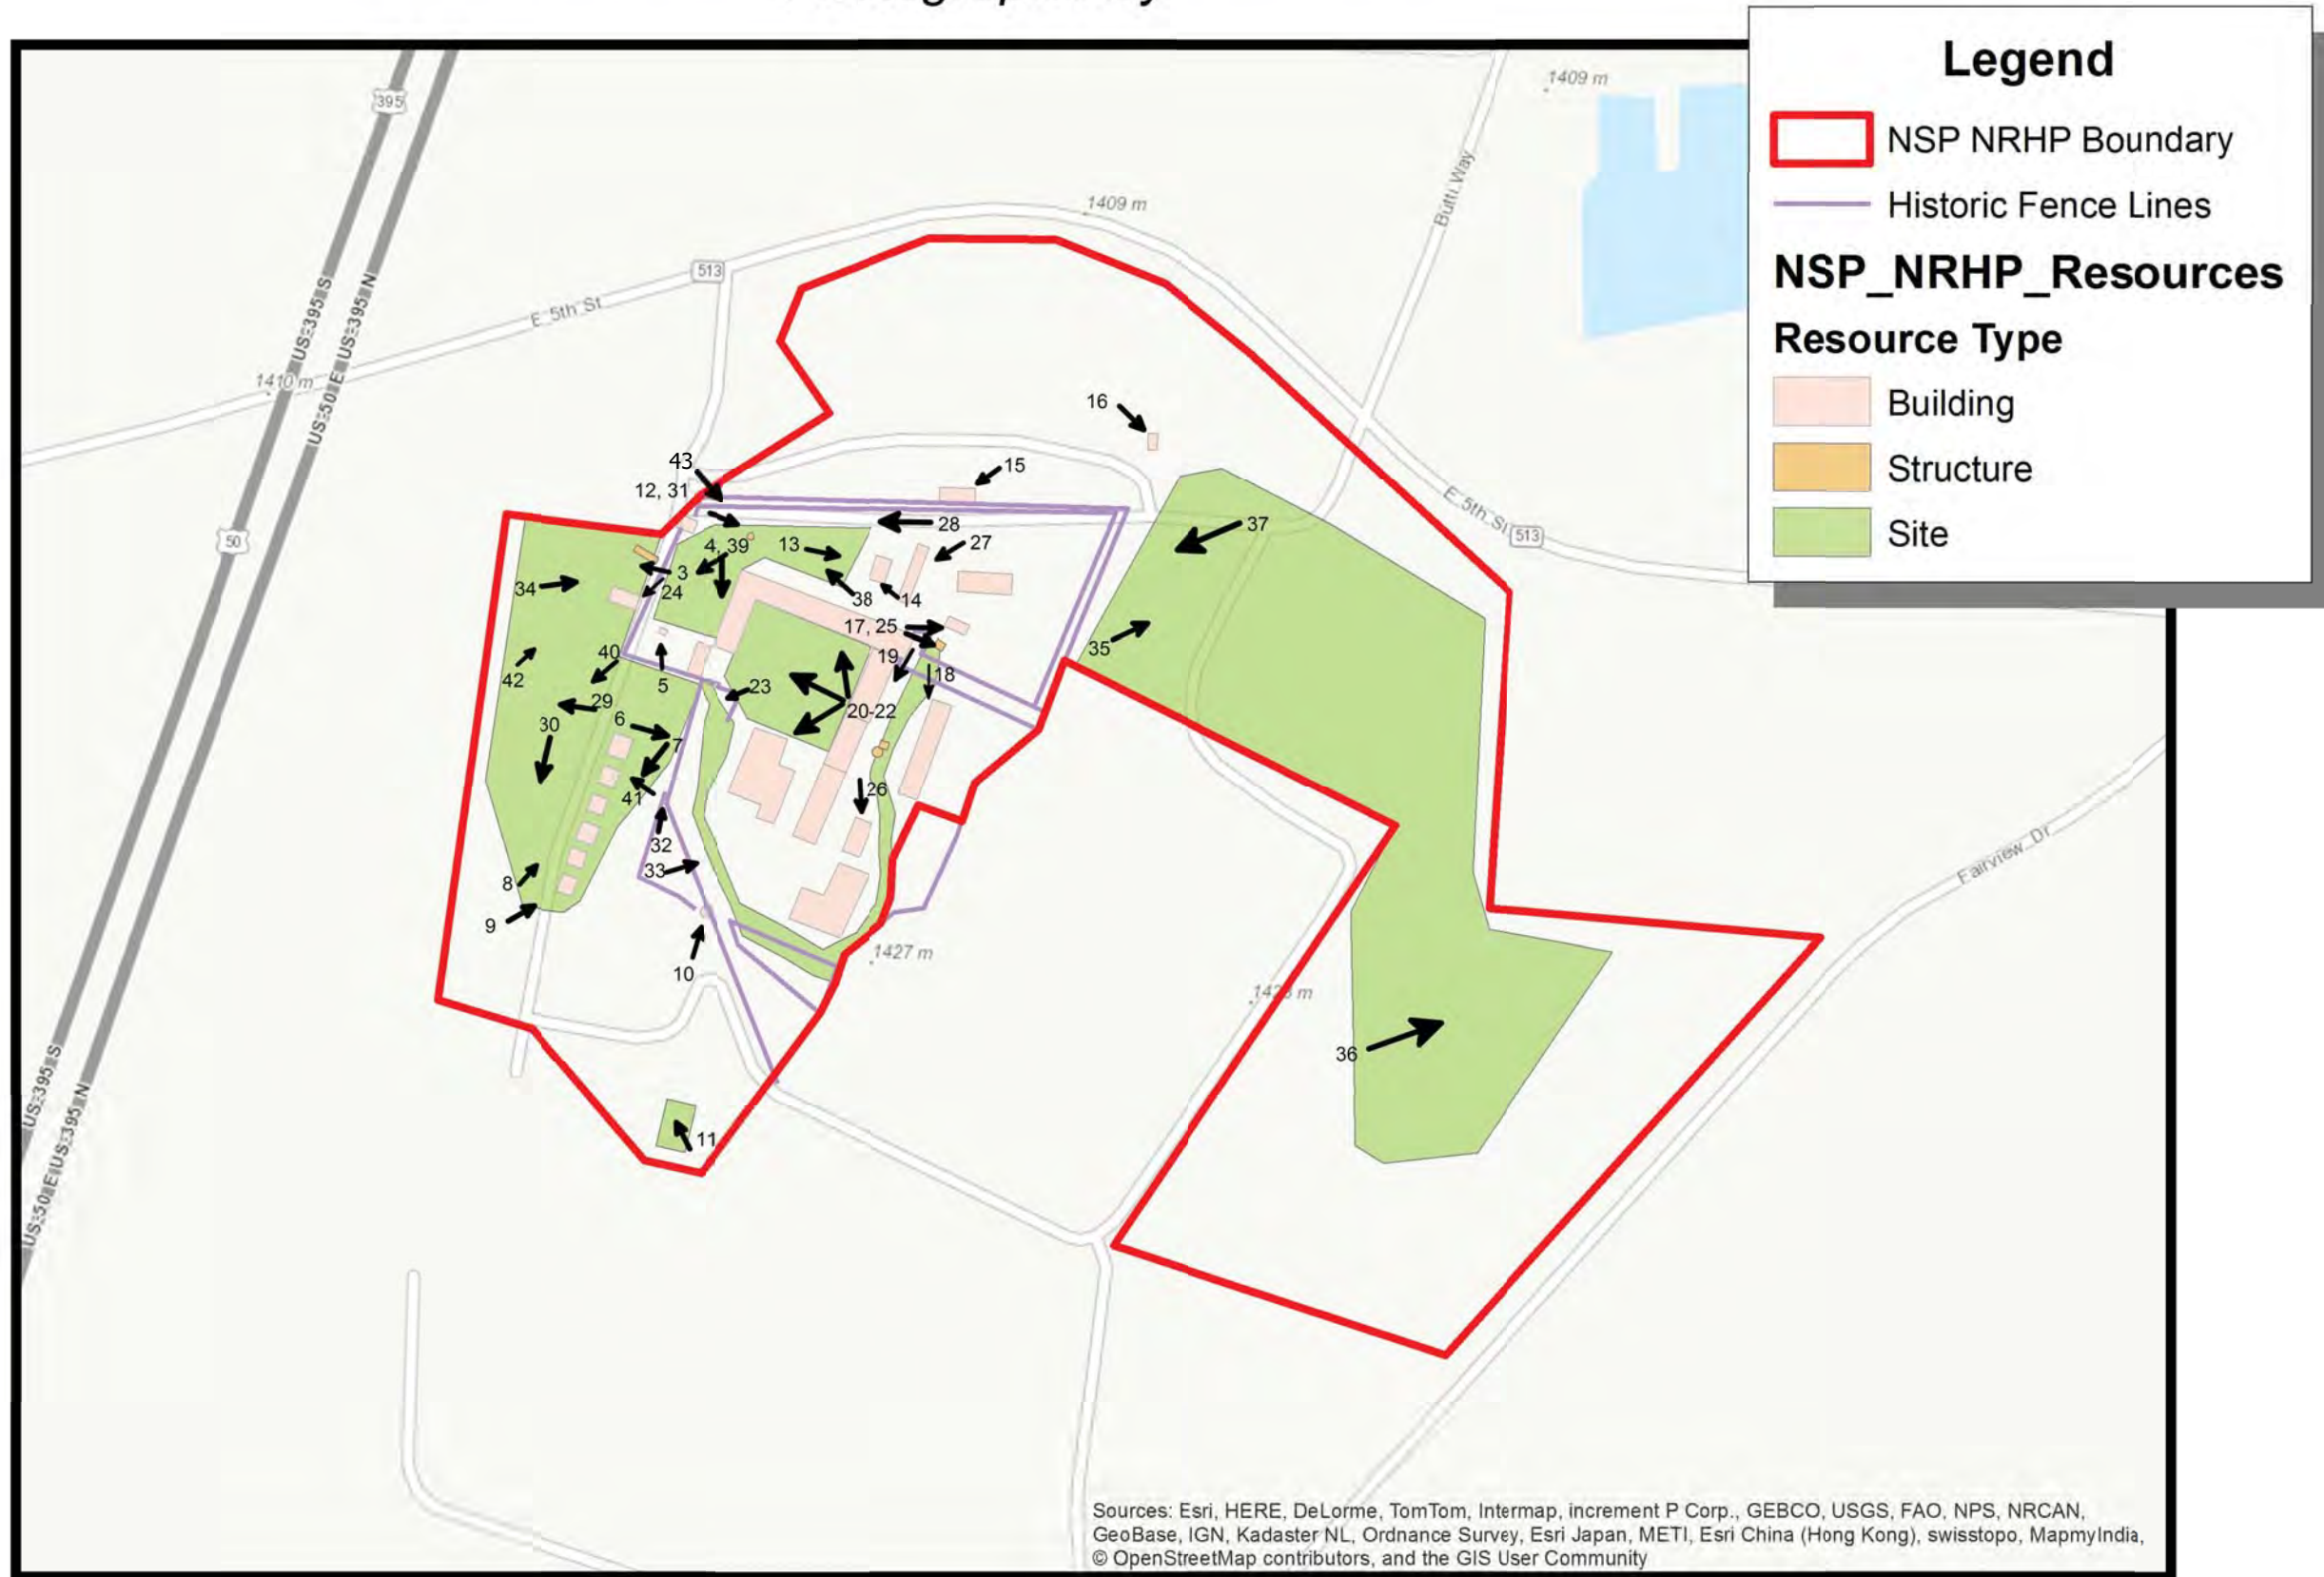 Legend
NSP NRHP Boundary
Historic Fence Lines
NSP_NRHP_Resources
Resource Type
Building
Structure
Site
395
1409 m
Butti Way
1409 m
513
E 5th St
US-395 S
US-50 E US-395 N
1410 m
50
16
43
15
12, 31
28
37
E 5th St
513
4, 39
13
27
3
34
24
38
14
17, 25
35
40
19
42
5
23
18
29
20-22
6
30
7
41
26
32
33
8
9
Fairview Dr
10
1427 m
36
US-395 S
US-50 E US-395 N
11
Sources: Esri, HERE, DeLorme, TomTom, Intermap, increment P Corp., GEBCO, USGS, FAO, NPS, NRCAN,
GeoBase, IGN, Kadaster NL, Ordnance Survey, Esri Japan, METI, Esri China (Hong Kong), swisstopo, MapmyIndia,
© OpenStreetMap contributors, and the GIS User Community